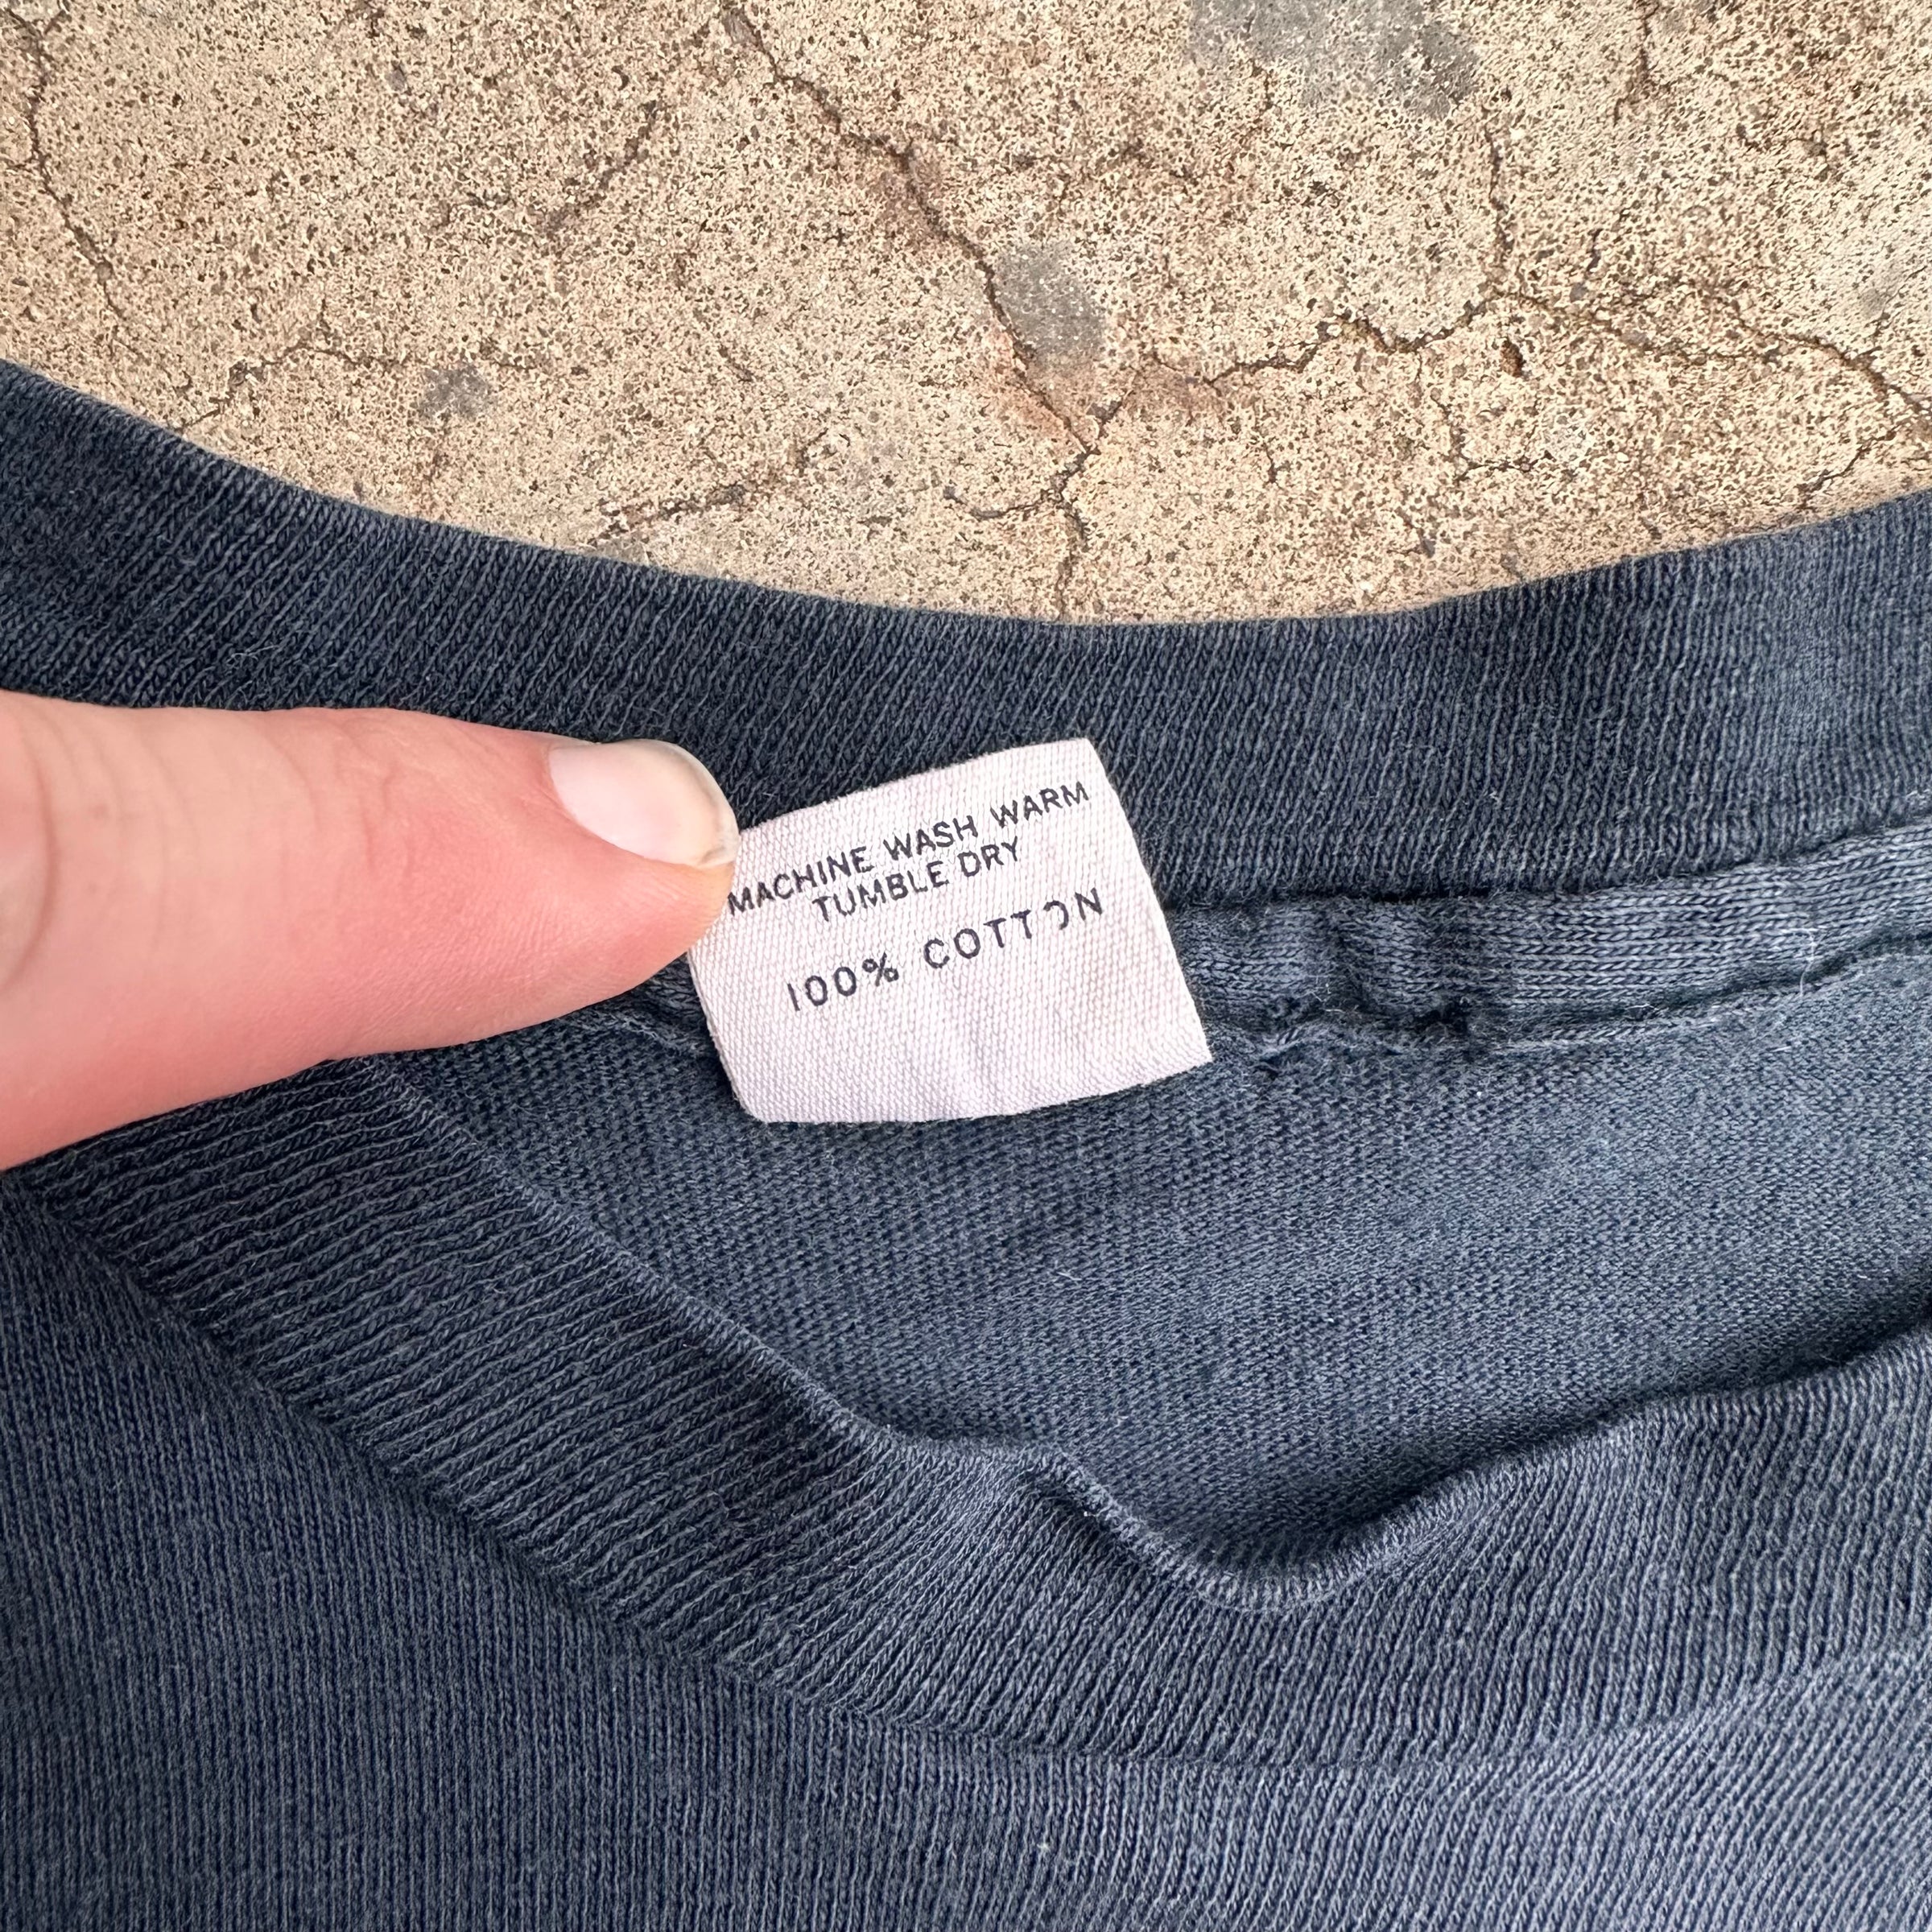 MACHINE WASH WARM
TUMBLE DRY
100% COTTON